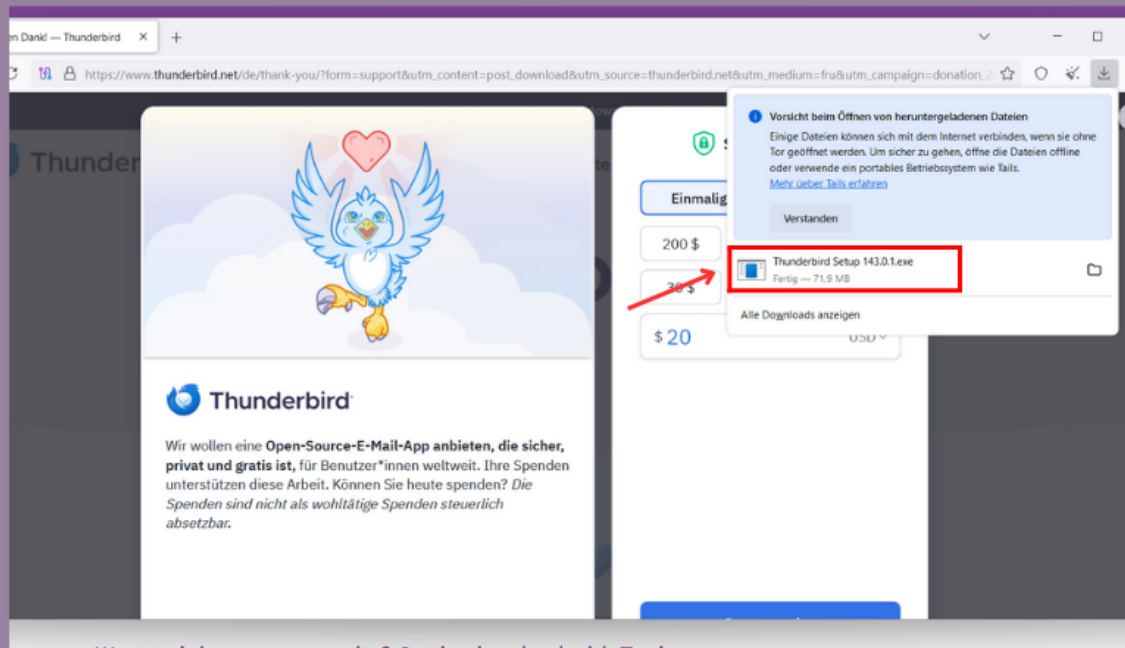 en Dank! — Thunderbird
https://www.thunderbird.net/de/thank-you/?form=support&utm_content=post_download&utm_source=thunderbird.net&utm_medium=fru&utm_campaign=donation_2
Vorsicht beim Öffnen von heruntergeladenen Dateien
Einige Dateien können sich mit dem Internet verbinden, wenn sie ohne
Tor geöffnet werden. Um sicher zu gehen, öffne die Dateien offline
oder verwende ein portables Betriebssystem wie Tails.
Mehr ueber Tails erfahren
Verstanden
Thunderbird Setup 143.0.1.exe
Fertig — 71.9 MB
Alle Downloads anzeigen
Thunder
Einmalig
200 $
30 $
$ 20
USD
Thunderbird
Wir wollen eine Open-Source-E-Mail-App anbieten, die sicher,
privat und gratis ist, für Benutzer*innen weltweit. Ihre Spenden
unterstützen diese Arbeit. Können Sie heute spenden? Die
Spenden sind nicht als wohltätige Spenden steuerlich
absetzbar.